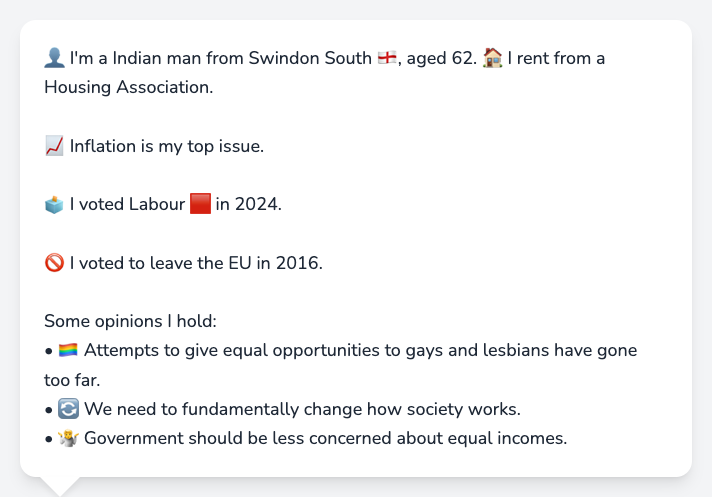 👤 I'm a Indian man from Swindon South 🏴󠁧󠁢󠁥󠁮󠁧󠁿, aged 62. 🏠 I rent from a
Housing Association.
📈 Inflation is my top issue.
🗳️ I voted Labour 🟥 in 2024.
🚫 I voted to leave the EU in 2016.
Some opinions I hold:
• 🏳️‍🌈 Attempts to give equal opportunities to gays and lesbians have gone
too far.
• 🔄 We need to fundamentally change how society works.
• 🤷 Government should be less concerned about equal incomes.